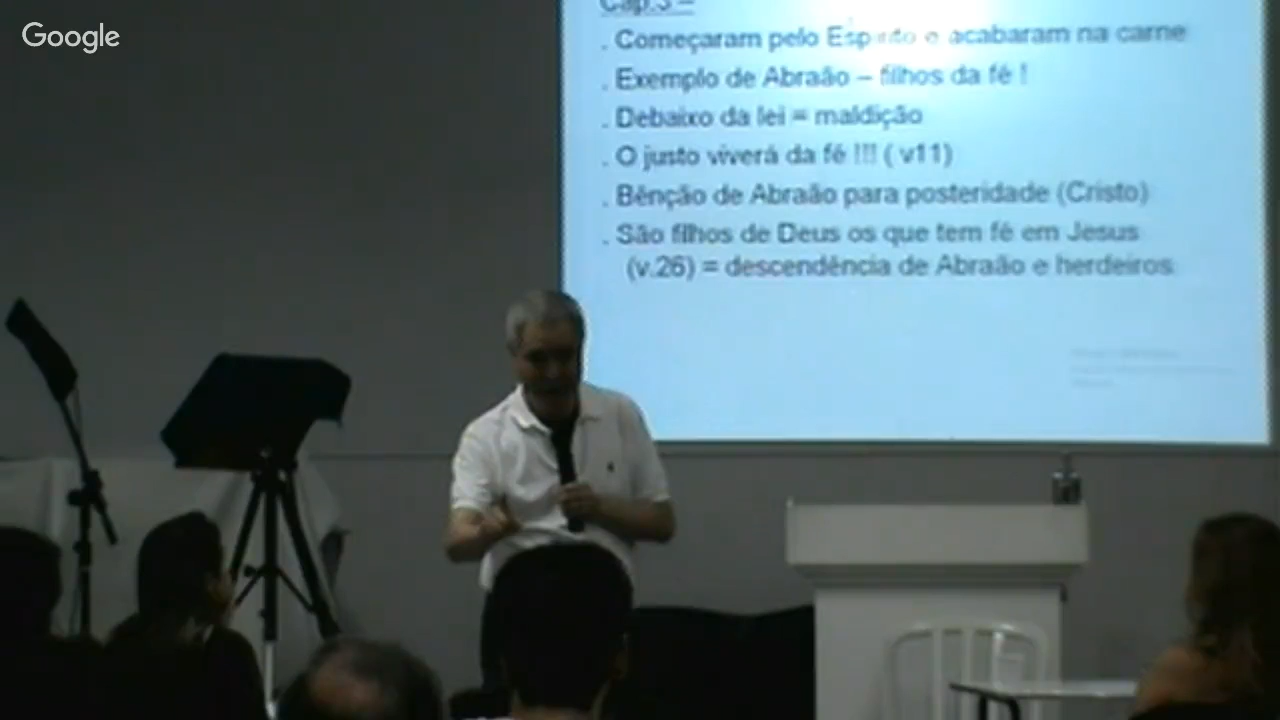 Google
Cap.3 –
. Começaram pelo Espirito e acabaram na carne
. Exemplo de Abraão – filhos da fé !
. Debaixo da lei = maldição
. O justo viverá da fé !!! ( v11)
. Bênção de Abraão para posteridade (Cristo)
. São filhos de Deus os que tem fé em Jesus
(v.26) = descendência de Abraão e herdeiros